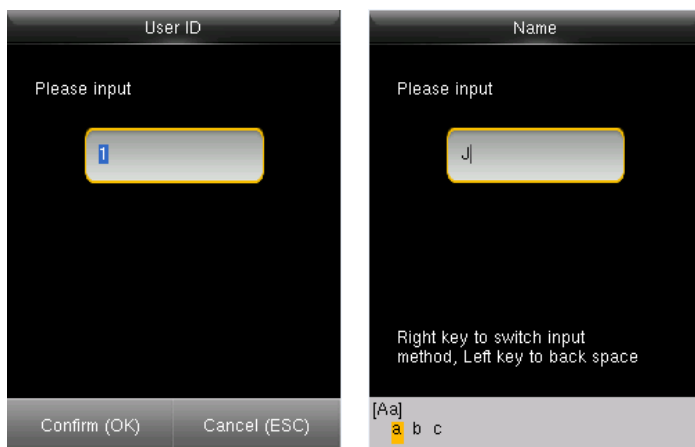 User ID
Please input
1
Confirm (OK) Cancel (ESC)
Name
Please input
J
Right key to switch input
method, Left key to back space
[Aa]
a b c